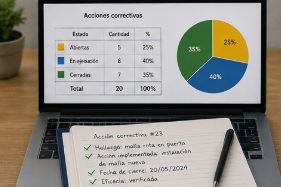 Acciones correctivas
Estado Cantidad %
Abiertas 5 25%
En ejecución 8 40%
Cerradas 7 35%
Total 20 100%
25%
35%
40%
Acción correctiva #23
✓ Hallazgo: malla rota en puerta
✓ Acción implementada: instalación
de malla nueva
✓ Fecha de cierre: 20/05/2024
✓ Eficacia: verificada